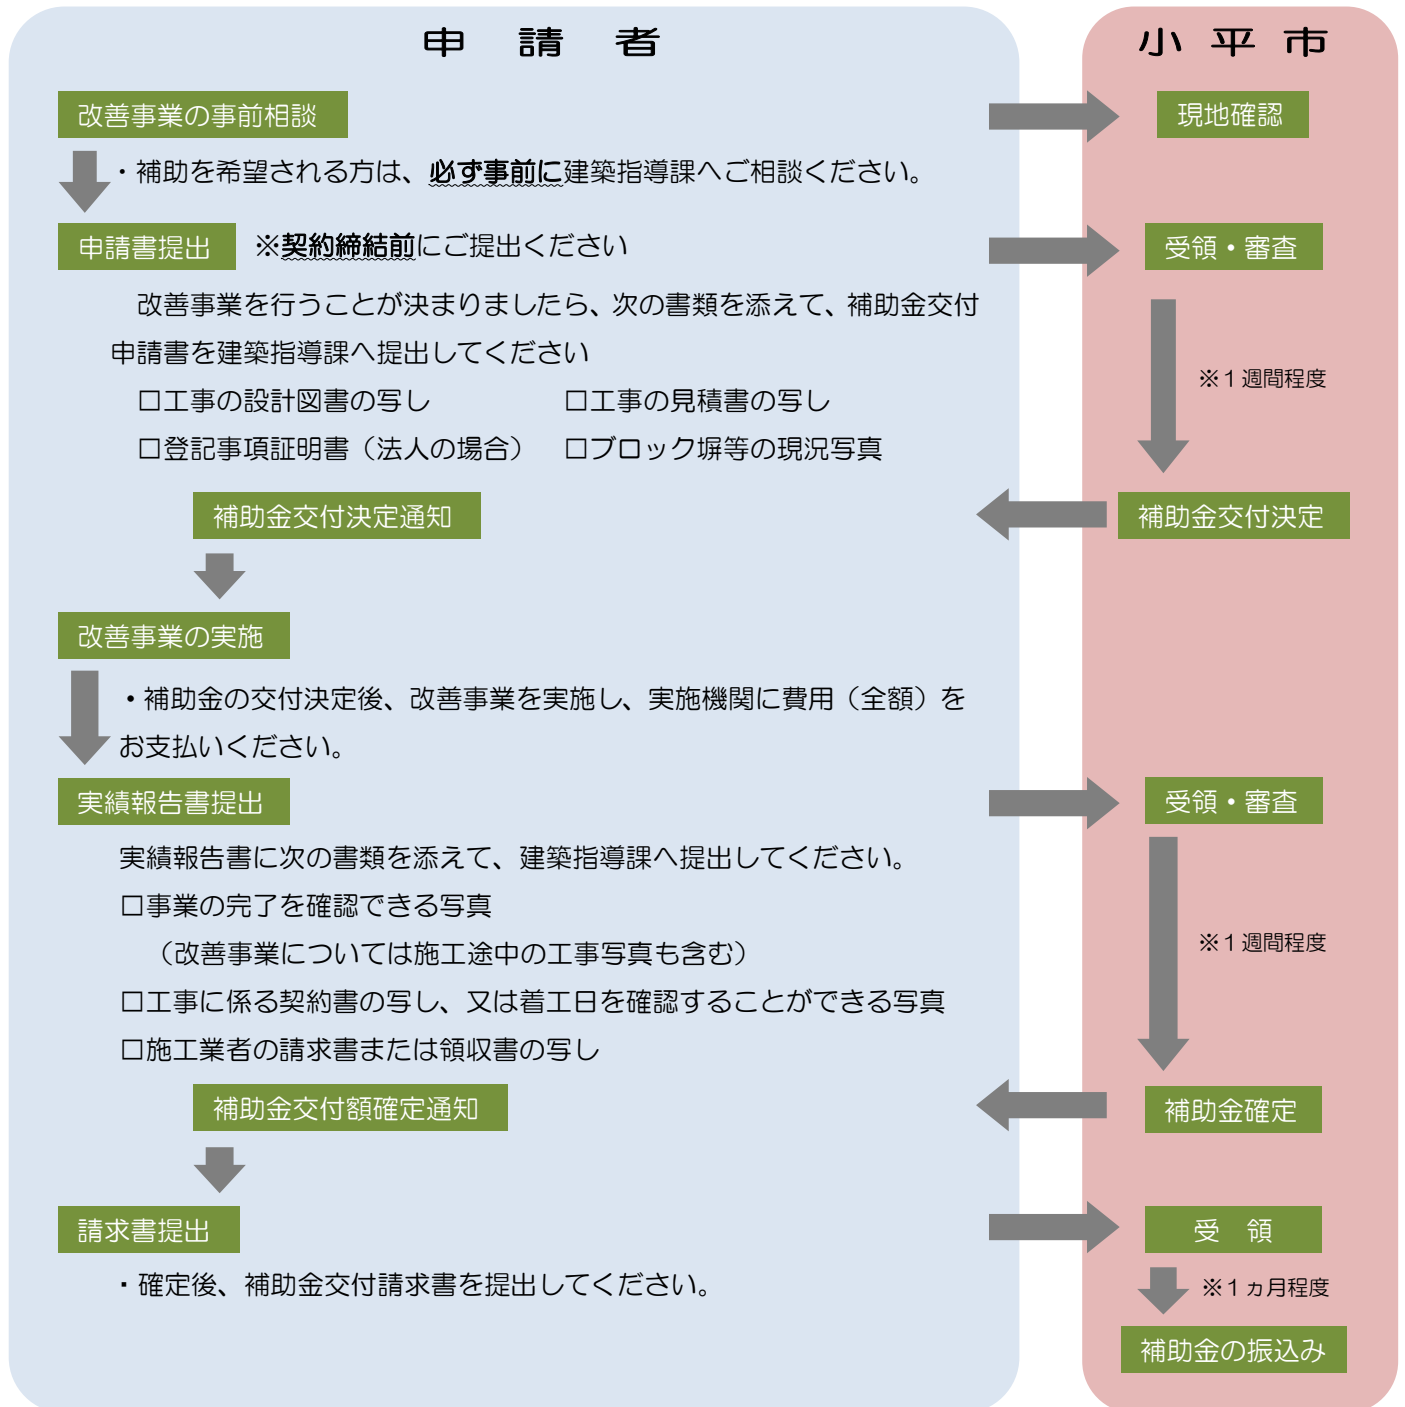 申 請 者
小 平 市
改善事業の事前相談
現地確認
・補助を希望される方は、必ず事前に建築指導課へご相談ください。
申請書提出 ※契約締結前にご提出ください
受領・審査
改善事業を行うことが決まりましたら、次の書類を添えて、補助金交付
申請書を建築指導課へ提出してください
※１週間程度
□工事の設計図書の写し □工事の見積書の写し
□登記事項証明書（法人の場合） □ブロック塀等の現況写真
補助金交付決定通知
補助金交付決定
改善事業の実施
・補助金の交付決定後、改善事業を実施し、実施機関に費用（全額）を
お支払いください。
実績報告書提出
受領・審査
実績報告書に次の書類を添えて、建築指導課へ提出してください。
□事業の完了を確認できる写真
（改善事業については施工途中の工事写真も含む）
※１週間程度
□工事に係る契約書の写し、又は着工日を確認することができる写真
□施工業者の請求書または領収書の写し
補助金交付額確定通知
補助金確定
請求書提出
受 領
・確定後、補助金交付請求書を提出してください。
※１ヵ月程度
補助金の振込み